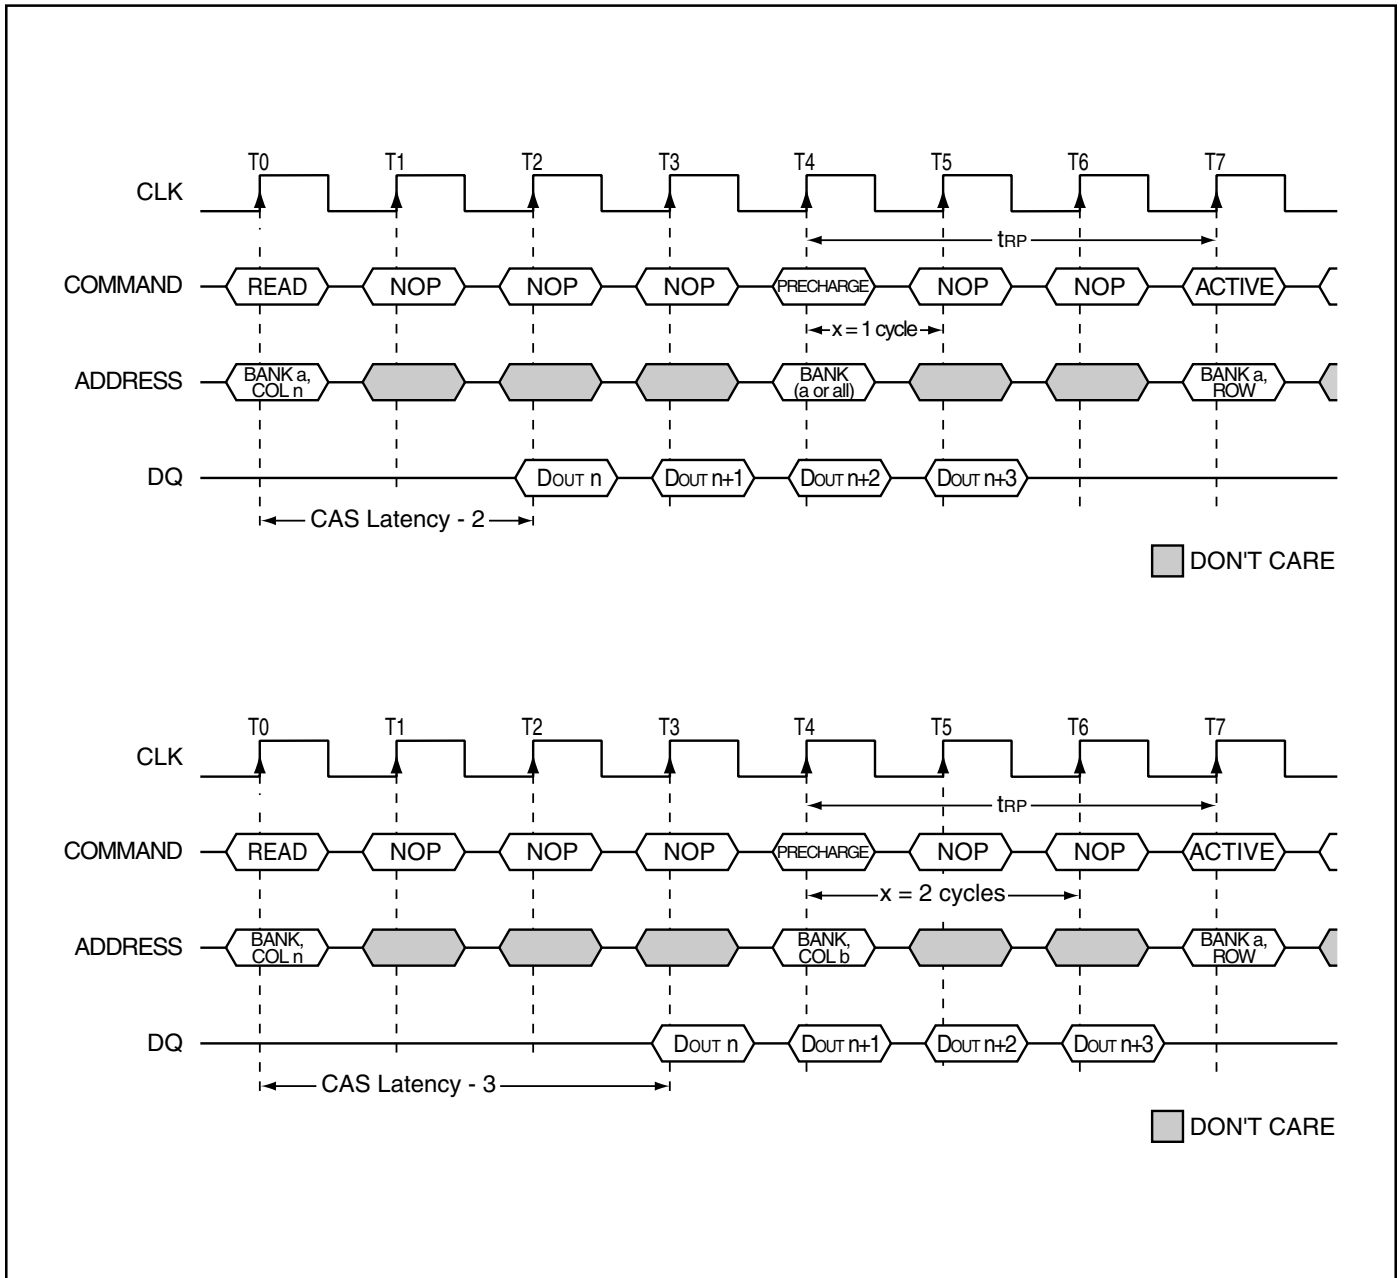 T0 T1 T2 T3 T4 T5 T6 T7
CLK
tRP
COMMAND READ NOP NOP NOP PRECHARGE NOP NOP ACTIVE
x = 1 cycle
ADDRESS BANK a, COL n BANK (a or all) BANK a, ROW
DQ DOUT n DOUT n+1 DOUT n+2 DOUT n+3
CAS Latency - 2
DON'T CARE
T0 T1 T2 T3 T4 T5 T6 T7
CLK
tRP
COMMAND READ NOP NOP NOP PRECHARGE NOP NOP ACTIVE
x = 2 cycles
ADDRESS BANK, COL n BANK, COL b BANK a, ROW
DQ DOUT n DOUT n+1 DOUT n+2 DOUT n+3
CAS Latency - 3
DON'T CARE